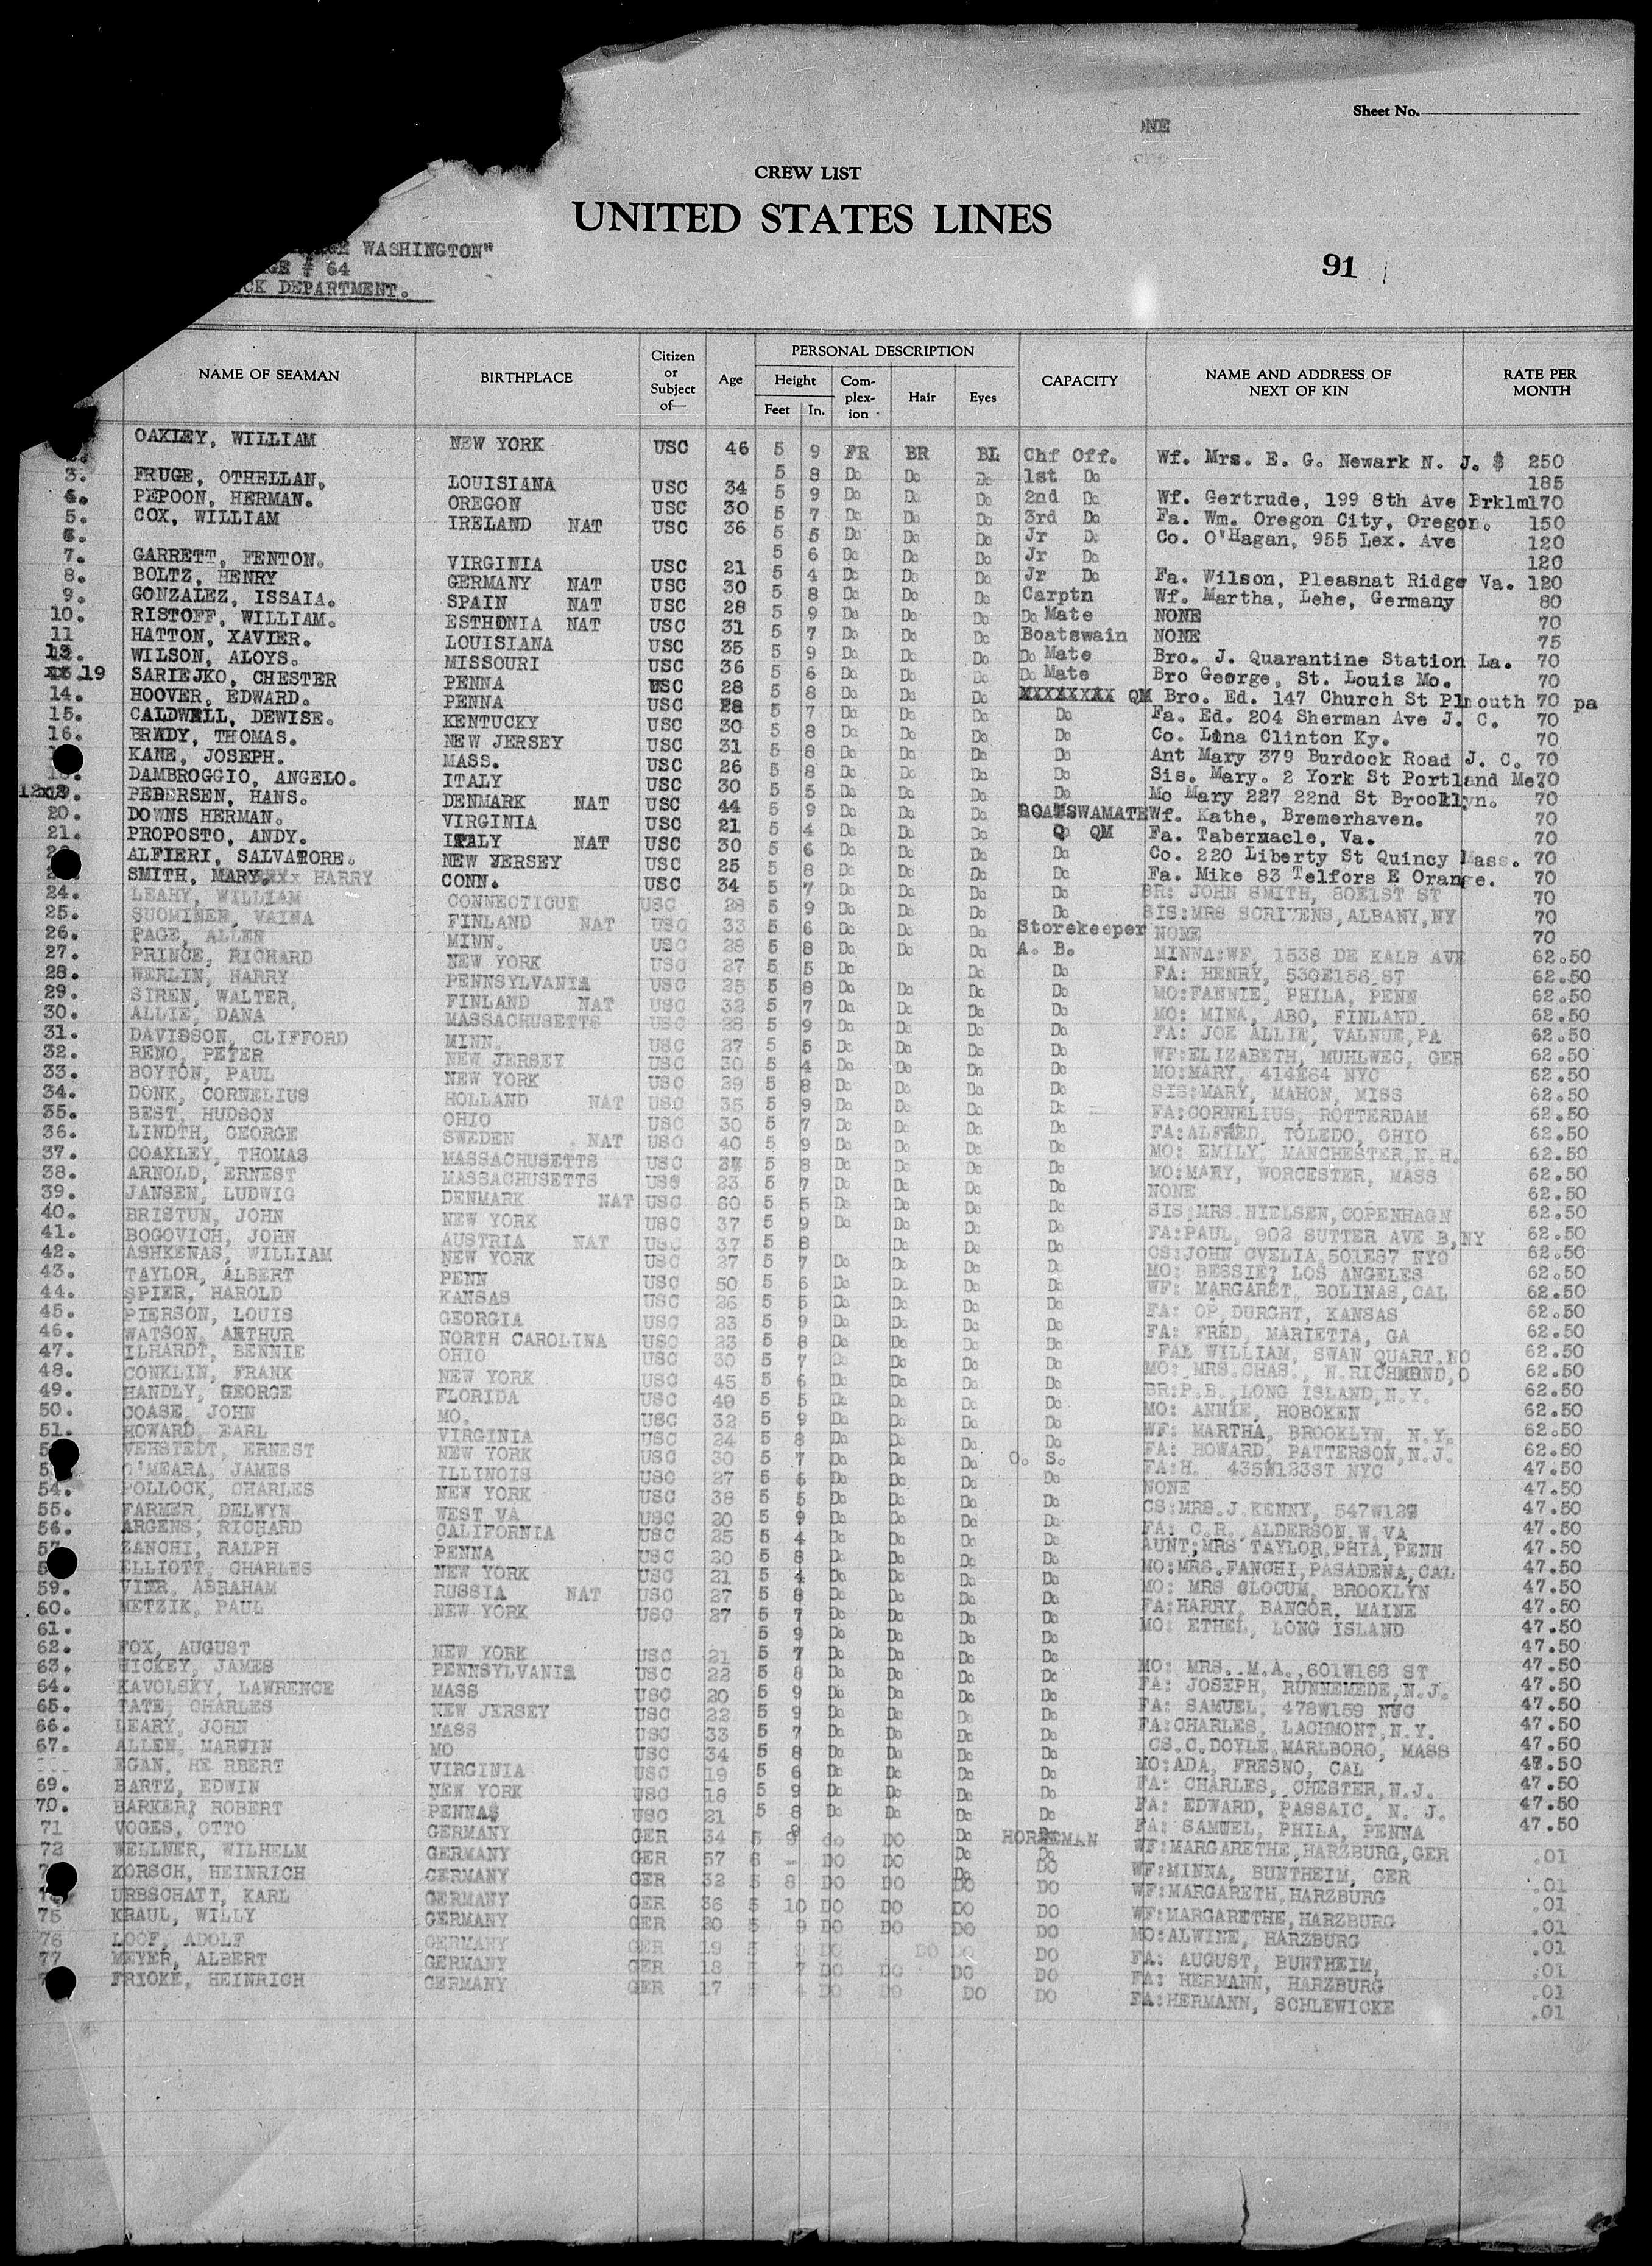 Sheet No.
ONE
CREW LIST
UNITED STATES LINES
WASHINGTON"
# 64
DEPARTMENT.
91
NAME OF SEAMAN BIRTHPLACE Citizen or Subject of— Age PERSONAL DESCRIPTION Height Feet In. Com-plex-ion Hair Eyes CAPACITY NAME AND ADDRESS OF NEXT OF KIN RATE PER MONTH
OAKLEY, WILLIAM NEW YORK USC 46 5 9 FR BR BL Chf Off. Wf. Mrs. E. G. Newark N. J. $ 250
5 8 Do Do Do 1st Do 185
3. FRUGE, OTHELLAN, LOUISIANA USC 34 5 9 Do Do Do 2nd Do Wf. Gertrude, 199 8th Ave Brklm 170
4. PEPOON, HERMAN. OREGON USC 30 5 7 Do Do Do 3rd Do Fa. Wm. Oregon City, Oregon. 150
5. COX, WILLIAM IRELAND NAT USC 36 5 5 Do Do Do Jr Do Co. O'Hagan, 955 Lex. Ave 120
6. 5 6 Do Do Do Jr Do 120
7. GARRETT, FENTON. VIRGINIA USC 21 5 4 Do Do Do Jr Do Fa. Wilson, Pleasnat Ridge Va. 120
8. BOLTZ, HENRY GERMANY NAT USC 30 5 8 Do Do Do Carptn Wf. Martha, Lehe, Germany 80
9. GONZALEZ, ISSAIA. SPAIN NAT USC 28 5 9 Do Do Do Do Mate NONE 70
10. RISTOFF, WILLIAM. ESTHONIA NAT USC 31 5 7 Do Do Do Boatswain NONE 75
11 HATTON, XAVIER. LOUISIANA USC 35 5 9 Do Do Do Do Mate Bro. J. Quarantine Station La. 70
WILSON, ALOYS. MISSOURI USC 36 5 6 Do Do Do Do Mate Bro George, St. Louis Mo. 70
19 SARIEJKO, CHESTER PENNA USC 28 5 8 Do Do Do XXXXXXXX QM Bro. Ed. 147 Church St Plmouth 70 pa
14. HOOVER, EDWARD. PENNA USC 28 5 7 Do Do Do Do Fa. Ed. 204 Sherman Ave J. C. 70
15. CALDWELL, DEWISE. KENTUCKY USC 30 5 8 Do Do Do Do Co. Lina Clinton Ky. 70
16. BRADY, THOMAS. NEW JERSEY USC 31 5 8 Do Do Do Do Ant Mary 379 Burdock Road J. C. 70
KANE, JOSEPH. MASS. USC 26 5 8 Do Do Do Do Sis. Mary. 2 York St Portland Me. 70
DAMBROGGIO, ANGELO. ITALY USC 30 5 5 Do Do Do Do Mo Mary 227 22nd St Brooklyn. 70
PEDERSEN, HANS. DENMARK NAT USC 44 5 9 Do Do Do BOATSWAMATE Wf. Kathe, Bremerhaven. 70
20. DOWNS HERMAN. VIRGINIA USC 21 5 4 Do Do Do QM Fa. Tabernacle, Va. 70
21. PROPOSTO, ANDY. ITALY NAT USC 30 5 6 Do Do Do Do Co. 220 Liberty St Quincy Mass. 70
ALFIERI, SALVATORE. NEW JERSEY USC 25 5 8 Do Do Do Do Fa. Mike 83 Telfors E Orange. 70
SMITH, HARRY CONN. USC 34 5 7 Do Do Do Do BR: JOHN SMITH, 80E1ST ST 70
24. LEAHY, WILLIAM CONNECTICUE USC 28 5 9 Do Do Do Do SIS:MRS SCRIVENS,ALBANY,NY 70
25. SUOMINEN, VAINA FINLAND NAT USC 33 5 6 Do Do Do Storekeeper NONE 70
26. PAGE, ALLEN MINN. USC 28 5 8 Do Do Do A. B. MINNA:WF, 1538 DE KALB AVE 62.50
27. PRINCE, RICHARD NEW YORK USC 27 5 5 Do Do Do FA: HENRY, 530E156 ST 62.50
28. WERLIN, HARRY PENNSYLVANIA USC 25 5 8 Do Do Do Do MO:FANNIE, PHILA, PENN 62.50
29. SIREN, WALTER, FINLAND NAT USC 32 5 7 Do Do Do Do MO: MINA, ABO, FINLAND. 62.50
30. ALLIE, DANA MASSACHUSETTS USC 28 5 9 Do Do Do Do FA: JOE ALLIE, VALNUE,PA 62.50
31. DAVIDSON, CLIFFORD MINN. USC 27 5 5 Do Do Do Do WF:ELIZABETH, MUHLWEG, GER 62.50
32. RENO, PETER NEW JERSEY USC 30 5 4 Do Do Do Do MO:MARY, 414E64 NYC 62.50
33. BOYTON, PAUL NEW YORK USC 29 5 8 Do Do Do Do SIS:MARY, MAHON, MISS 62.50
34. DONK, CORNELIUS HOLLAND NAT USC 35 5 9 Do Do Do Do FA:CORNELIUS, ROTTERDAM 62.50
35. BEST, HUDSON OHIO USC 30 5 7 Do Do Do Do FA:ALFRED, TOLEDO, OHIO 62.50
36. LINDTH, GEORGE SWEDEN NAT USC 40 5 9 Do Do Do Do MO: EMILY, MANCHESTER,N.H. 62.50
37. COAKLEY, THOMAS MASSACHUSETTS USC 37 5 8 Do Do Do Do MO:MARY, WORCESTER, MASS 62.50
38. ARNOLD, ERNEST MASSACHUSETTS USC 23 5 7 Do Do Do Do NONE 62.50
39. JANSEN, LUDWIG DENMARK NAT USC 60 5 5 Do Do Do Do SIS:MRS.NIELSEN,COPENHAGN 62.50
40. BRISTUN, JOHN NEW YORK USC 37 5 9 Do Do Do Do FA:PAUL, 902 SUTTER AVE B,NY 62.50
41. BOGOVICH, JOHN AUSTRIA NAT USC 37 5 8 Do Do Do CS:JOHN CVELIA,501E87 NYC 62.50
42. ASHKENAS, WILLIAM NEW YORK USC 27 5 7 Do Do Do Do MO: BESSIE? LOS ANGELES 62.50
43. TAYLOR, ALBERT PENN USC 50 5 6 Do Do Do Do WF: MARGARET, BOLINAS,CAL 62.50
44. SPIER, HAROLD KANSAS USC 26 5 5 Do Do Do Do FA: OP,DURGHT, KANSAS 62.50
45. PIERSON, LOUIS GEORGIA USC 23 5 9 Do Do Do Do FA: FRED, MARIETTA, GA 62.50
46. WATSON, ARTHUR NORTH CAROLINA USC 23 5 8 Do Do Do Do FAL WILLIAM, SWAN QUART.NC 62.50
47. ILHARDT, BENNIE OHIO USC 30 5 7 Do Do Do Do MO: MRS.CHAS., N.RICHMOND,O 62.50
48. CONKLIN, FRANK NEW YORK USC 45 5 6 Do Do Do Do BR:P.B.,LONG ISLAND,N.Y. 62.50
49. HANDLY, GEORGE FLORIDA USC 49 5 5 Do Do Do Do MO: ANNIE, HOBOKEN 62.50
50. COASE, JOHN MO. USC 32 5 9 Do Do Do Do WF: MARTHA, BROOKLYN, N.Y. 62.50
51. HOWARD, EARL VIRGINIA USC 24 5 8 Do Do Do Do FA: HOWARD, PATTERSON,N.J. 62.50
VEHSTEDT, ERNEST NEW YORK USC 30 5 7 Do Do Do O. S. FA:H. 435W123ST NYC 47.50
O'MEARA, JAMES ILLINOIS USC 27 5 6 Do Do Do Do NONE 47.50
54. POLLOCK, CHARLES NEW YORK USC 38 5 5 Do Do Do Do CS:MRS.J.KENNY, 547W127 47.50
55. FARMER, DELWYN WEST VA USC 20 5 9 Do Do Do Do FA: C.R. ALDERSON,W.VA 47.50
56. ARGENS, RICHARD CALIFORNIA USC 25 5 4 Do Do Do Do AUNT;MRS TAYLOR,PHIA,PENN 47.50
57 ZANCHI, RALPH PENNA USC 20 5 8 Do Do Do Do MO:MRS.FANCHI,PASADENA,CAL 47.50
ELLIOTT, CHARLES NEW YORK USC 21 5 4 Do Do Do Do MO: MRS SLOCUM, BROOKLYN 47.50
59. VIER, ABRAHAM RUSSIA NAT USC 27 5 8 Do Do Do Do FA:HARRY, BANGOR, MAINE 47.50
60. METZIK, PAUL NEW YORK USC 27 5 7 Do Do Do Do MO: ETHEL, LONG ISLAND 47.50
61. 5 9 Do Do Do Do 47.50
62. FOX, AUGUST NEW YORK USC 21 5 7 Do Do Do Do MO: MRS. M.A.,601W168 ST 47.50
63. HICKEY, JAMES PENNSYLVANIA USC 22 5 8 Do Do Do Do FA: JOSEPH, RUNNEMEDE,N.J. 47.50
64. KAVOLSKY, LAWRENCE MASS USC 20 5 9 Do Do Do Do FA: SAMUEL, 478W159 NYC 47.50
65. TATE, CHARLES NEW JERSEY USC 22 5 9 Do Do Do Do FA:CHARLES, LACHMONT,N.Y. 47.50
66. LEARY, JOHN MASS USC 33 5 7 Do Do Do Do CS.C.DOYLE,MARLBORO, MASS 47.50
67. ALLEN, MARWIN MO USC 34 5 8 Do Do Do Do MO:ADA, FRESNO, CAL 47.50
EGAN, HE RBERT VIRGINIA USC 19 5 6 Do Do Do Do FA: CHARLES, CHESTER,N.J. 47.50
69. BARTZ, EDWIN NEW YORK USC 18 5 9 Do Do Do Do FA: EDWARD, PASSAIC, N. J. 47.50
70. BARKER? ROBERT PENNA USC 21 5 8 Do Do Do Do FA: SAMUEL, PHILA, PENNA 47.50
71 VOGES, OTTO GERMANY GER 34 5 9 do DO Do HORSEMAN WF:MARGARETHE,HARZBURG,GER .01
72 WELLNER, WILHELM GERMANY GER 57 6 - DO DO Do DO WF:MINNA, BUNTHEIM, GER .01
KORSCH, HEINRICH GERMANY GER 32 5 8 DO DO DO DO WF:MARGARETH,HARZBURG .01
URBSCHATT, KARL GERMANY GER 36 5 10 DO DO DO DO WF:MARGARETHE,HARZBURG .01
75 KRAUL, WILLY GERMANY GER 20 5 9 DO DO DO DO MO:ALWINE, HARZBURG .01
76 LOOF, ADOLF GERMANY GER 19 5 9 DO DO DO DO FA: AUGUST, BUNTHEIM, .01
77 MEYER, ALBERT GERMANY GER 18 5 7 DO DO DO DO FA: HERMANN, HARZBURG .01
FRICKE, HEINRICH GERMANY GER 17 5 4 DO DO DO DO FA:HERMANN, SCHLEWICKE .01